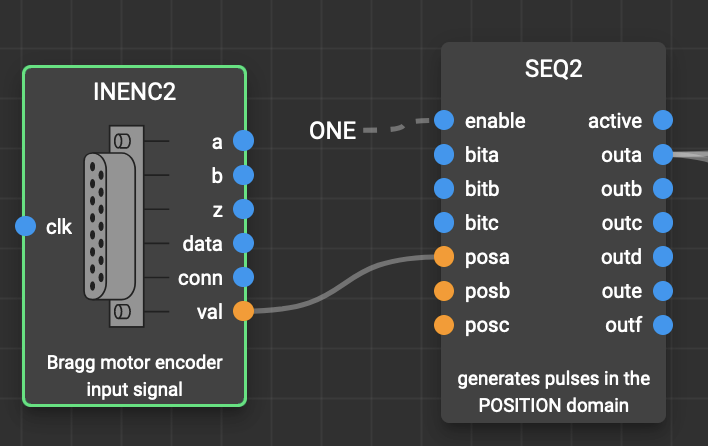 INENC2
a
b
z
clk
data
conn
val
Bragg motor encoder
input signal
ONE
SEQ2
enable active
bita outa
bitb outb
bitc outc
posa outd
posb oute
posc outf
generates pulses in the
POSITION domain